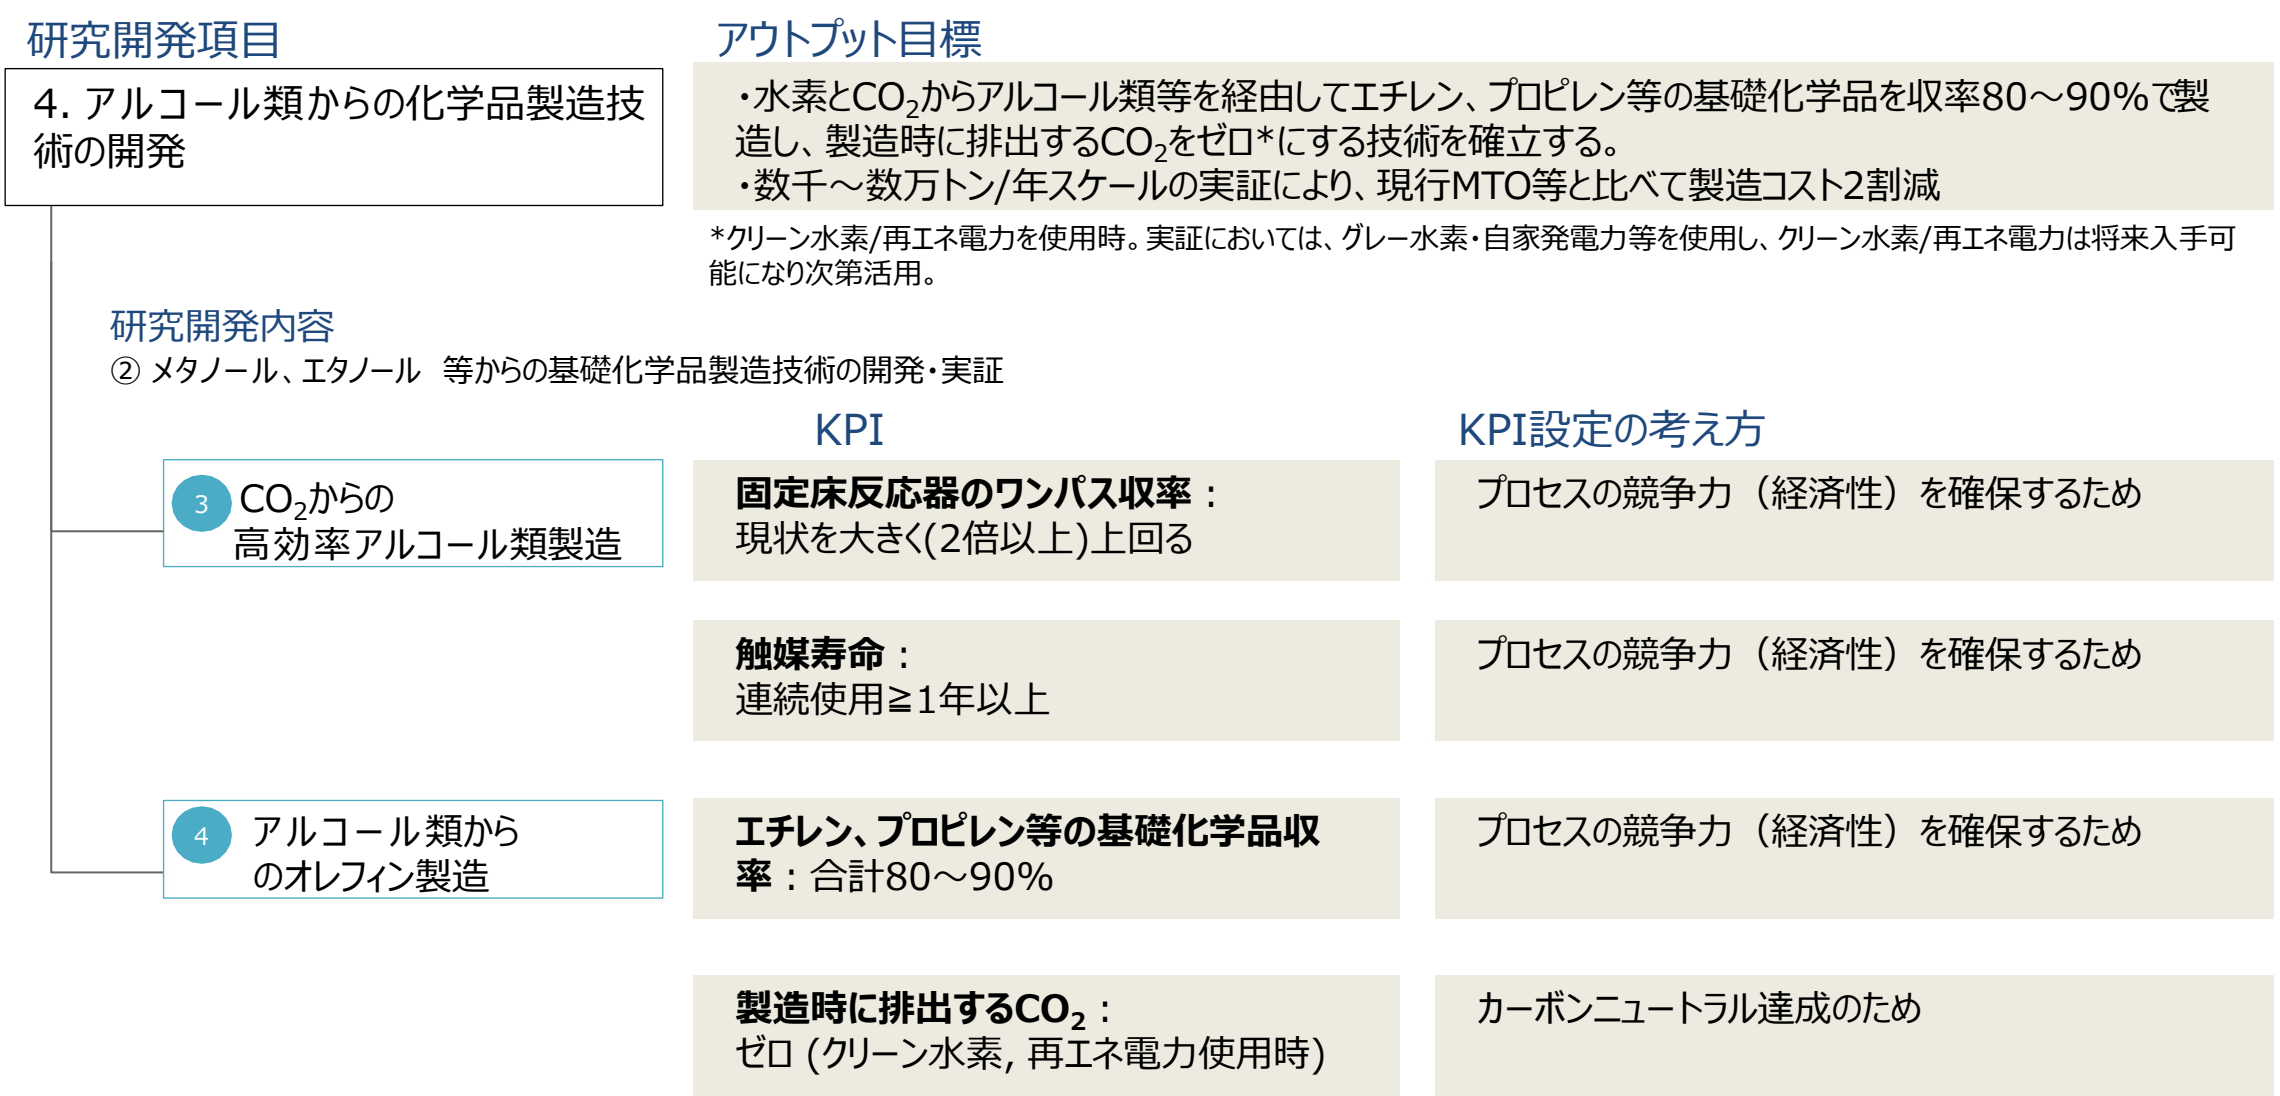 研究開発項目
アウトプット目標
4. アルコール類からの化学品製造技
術の開発
・水素とCO₂からアルコール類等を経由してエチレン、プロピレン等の基礎化学品を収率80～90%で製
造し、製造時に排出するCO₂をゼロ*にする技術を確立する。
・数千～数万トン/年スケールの実証により、現行MTO等と比べて製造コスト2割減
*クリーン水素/再エネ電力を使用時。実証においては、グレー水素・自家発電力等を使用し、クリーン水素/再エネ電力は将来入手可
能になり次第活用。
研究開発内容
② メタノール、エタノール 等からの基礎化学品製造技術の開発・実証
KPI
KPI設定の考え方
3 CO₂からの
高効率アルコール類製造
固定床反応器のワンパス収率：
現状を大きく(2倍以上)上回る
プロセスの競争力（経済性）を確保するため
触媒寿命：
連続使用≧1年以上
プロセスの競争力（経済性）を確保するため
4 アルコール類から
のオレフィン製造
エチレン、プロピレン等の基礎化学品収
率：合計80～90%
プロセスの競争力（経済性）を確保するため
製造時に排出するCO₂：
ゼロ (クリーン水素, 再エネ電力使用時)
カーボンニュートラル達成のため